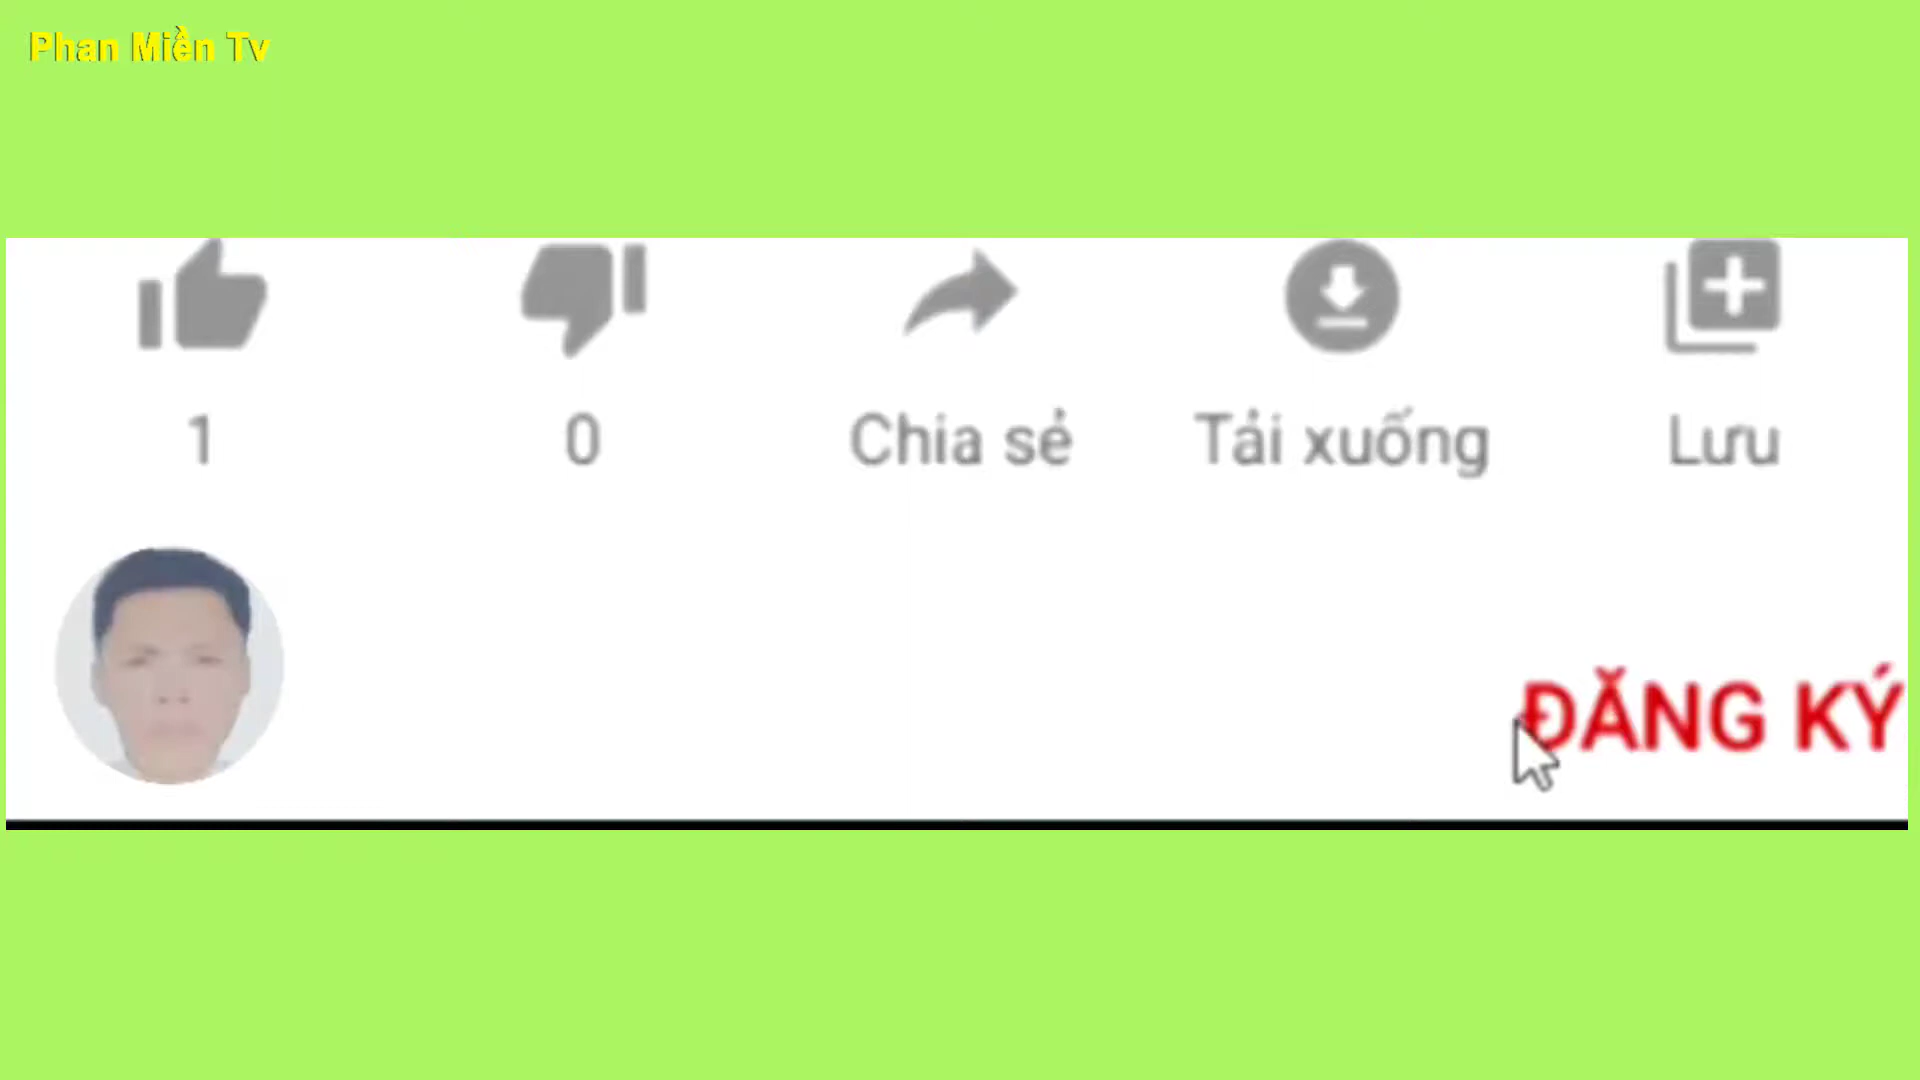 Phan Miền Tv
1
0
Chia sẻ
Tải xuống
Lưu
ĐĂNG KÝ